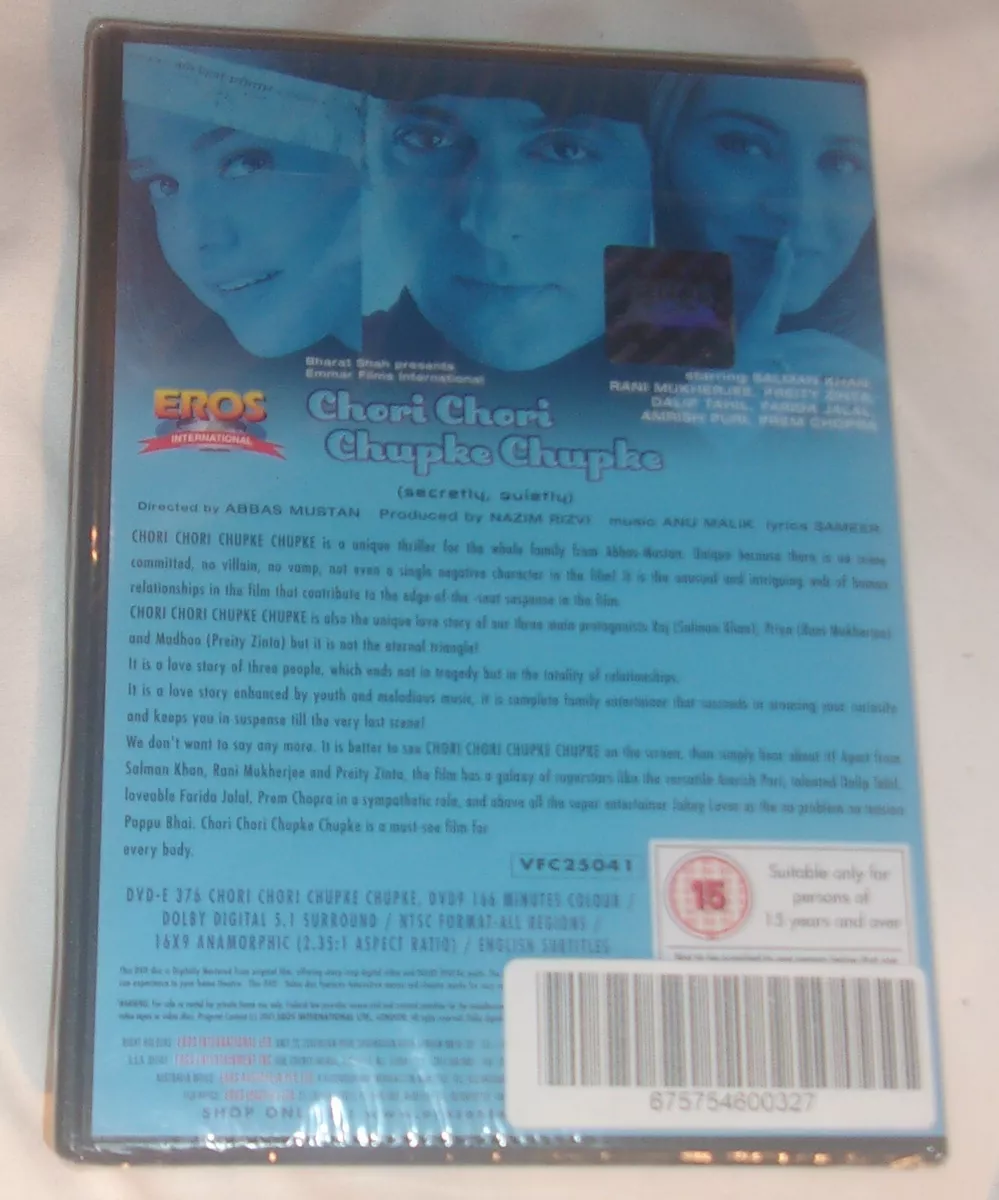 Bharat Shah presents
Emmar Films International
starring SALMAN KHAN,
RANI MUKHERJEE, PREITY ZINTA,
DALIP TAHIL, FARIDA JALAL,
AMRISH PURI, PREM CHOPRA
EROS
INTERNATIONAL
Chori Chori
Chupke Chupke
(secretly, quietly)
Directed by ABBAS MUSTAN Produced by NAZIM RIZVI music ANU MALIK lyrics SAMEER
CHORI CHORI CHUPKE CHUPKE is a unique thriller for the whole family from Abbas-Mustan. Unique because there is no crime
committed, no villain, no vamp, not even a single negative character in the film! It is the unusual and intriguing web of human
relationships in the film that contribute to the edge-of-the -seat suspense in the film.
CHORI CHORI CHUPKE CHUPKE is also the unique love story of our three main protagonists Raj (Salman Khan), Priya (Rani Mukherjee)
and Madhoo (Preity Zinta) but it is not the eternal triangle!
It is a love story of three people, which ends not in tragedy but in the totality of relationships.
It is a love story enhanced by youth and melodious music, it is complete family entertainer that succeeds in arousing your curiosity
and keeps you in suspense till the very last scene!
We don't want to say any more. It is better to see CHORI CHORI CHUPKE CHUPKE on the screen, than simply hear about it! Apart from
Salman Khan, Rani Mukherjee and Preity Zinta, the film has a galaxy of superstars like the versatile Amrish Puri, talented Dalip Tahil,
loveable Farida Jalal, Prem Chopra in a sympathetic role, and above all the super entertainer Johny Lever as the no problem no tension
Pappu Bhai. Chori Chori Chupke Chupke is a must-see film for
every body.
VFC25041
15
Suitable only for
persons of
15 years and over
DVD-E 376 CHORI CHORI CHUPKE CHUPKE, DVD9 166 MINUTES COLOUR /
DOLBY DIGITAL 5.1 SURROUND / NTSC FORMAT-ALL REGIONS /
16X9 ANAMORPHIC (2.35:1 ASPECT RATIO) / ENGLISH SUBTITLES
EROS INTERNATIONAL LTD
SHOP ONL
675754600327